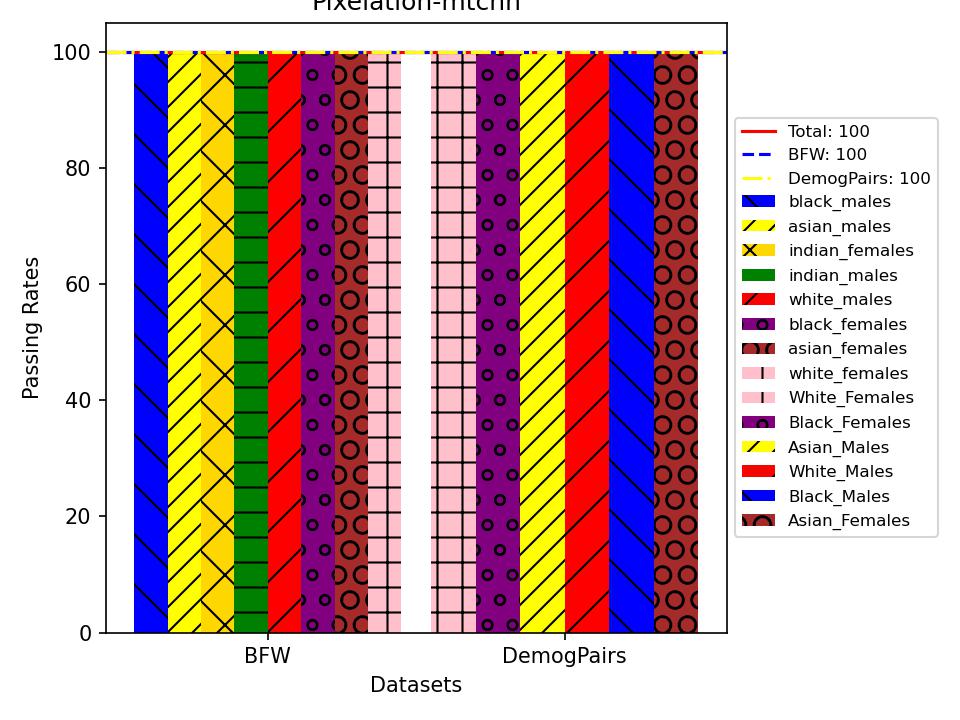 Pixelation-mtcnn
Passing Rates
100
80
60
40
20
0
BFW
DemogPairs
Datasets
Total: 100
BFW: 100
DemogPairs: 100
black_males
asian_males
indian_females
indian_males
white_males
black_females
asian_females
white_females
White_Females
Black_Females
Asian_Males
White_Males
Black_Males
Asian_Females